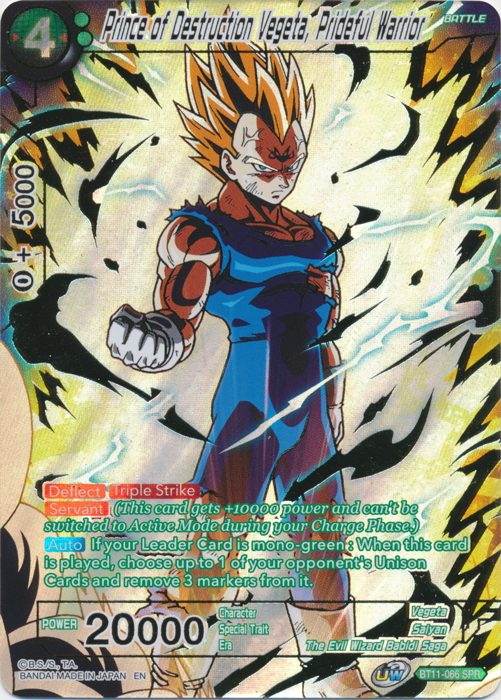 4
Prince of Destruction Vegeta, Prideful Warrior
BATTLE
o + 5000
Deflect Triple Strike
Servant (This card gets +10000 power and can't be
switched to Active Mode during your Charge Phase.)
Auto If your Leader Card is mono-green : When this card
is played, choose up to 1 of your opponent's Unison
Cards and remove 3 markers from it.
POWER 20000
Character Vegeta
Special Trait Saiyan
Era The Evil Wizard Babidi Saga
©B.S./S., T.A.
BANDAI MADE IN JAPAN EN
UW
BT11-066 SPR